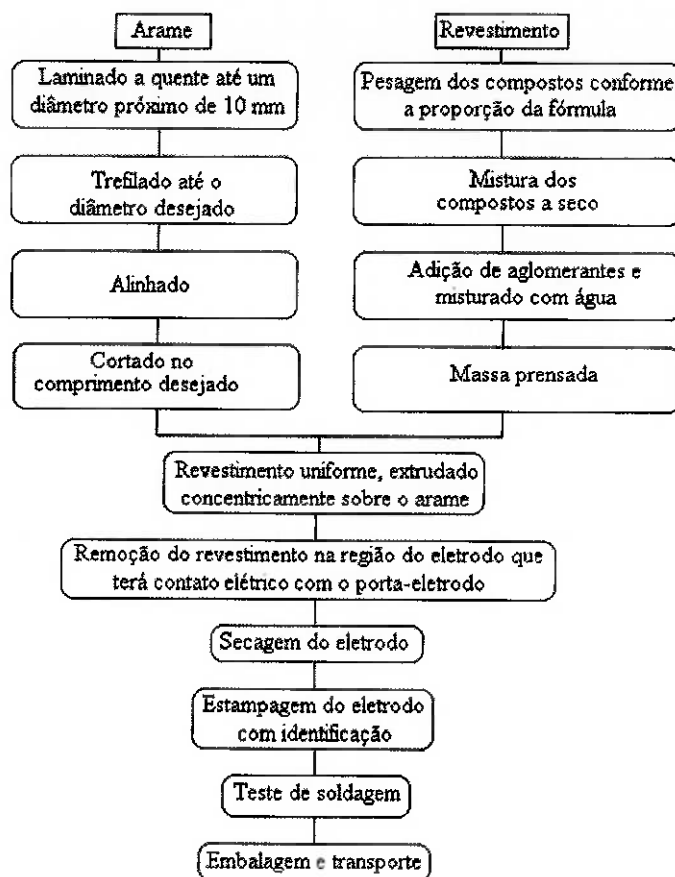 Arame
Laminado a quente até um
diâmetro próximo de 10 mm
Trefilado até o
diâmetro desejado
Alinhado
Cortado no
comprimento desejado
Revestimento
Pesagem dos compostos conforme
a proporção da fórmula
Mistura dos
compostos a seco
Adição de aglomerantes e
misturado com água
Massa prensada
Revestimento uniforme, extrudado
concentricamente sobre o arame
Remoção do revestimento na região do eletrodo que
terá contato elétrico com o porta-eletrodo
Secagem do eletrodo
Estampagem do eletrodo
com identificação
Teste de soldagem
Embalagem e transporte